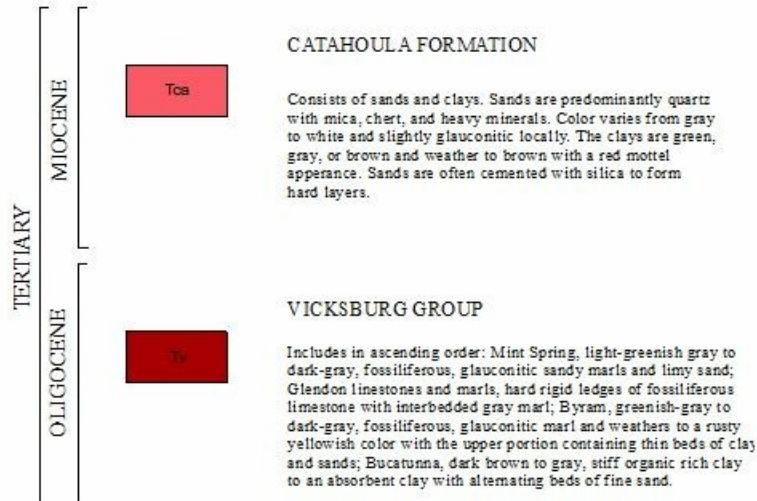 CATAHOULA FORMATION
Tca
Consists of sands and clays. Sands are predominantly quartz
with mica, chert, and heavy minerals. Color varies from gray
to white and slightly glauconitic locally. The clays are green,
gray, or brown and weather to brown with a red mottel
apperance. Sands are often cemented with silica to form
hard layers.
MIOCENE
TERTIARY
OLIGOCENE
VICKSBURG GROUP
Tv
Includes in ascending order: Mint Spring, light-greenish gray to
dark-gray, fossiliferous, glauconitic sandy marls and limy sand;
Glendon linestones and marls, hard rigid ledges of fossiliferous
limestone with interbedded gray marl; Byram, greenish-gray to
dark-gray, fossiliferous, glauconitic marl and weathers to a rusty
yellowish color with the upper portion containing thin beds of clay
and sands; Bucatunna, dark brown to gray, stiff organic rich clay
to an absorbent clay with alternating beds of fine sand.